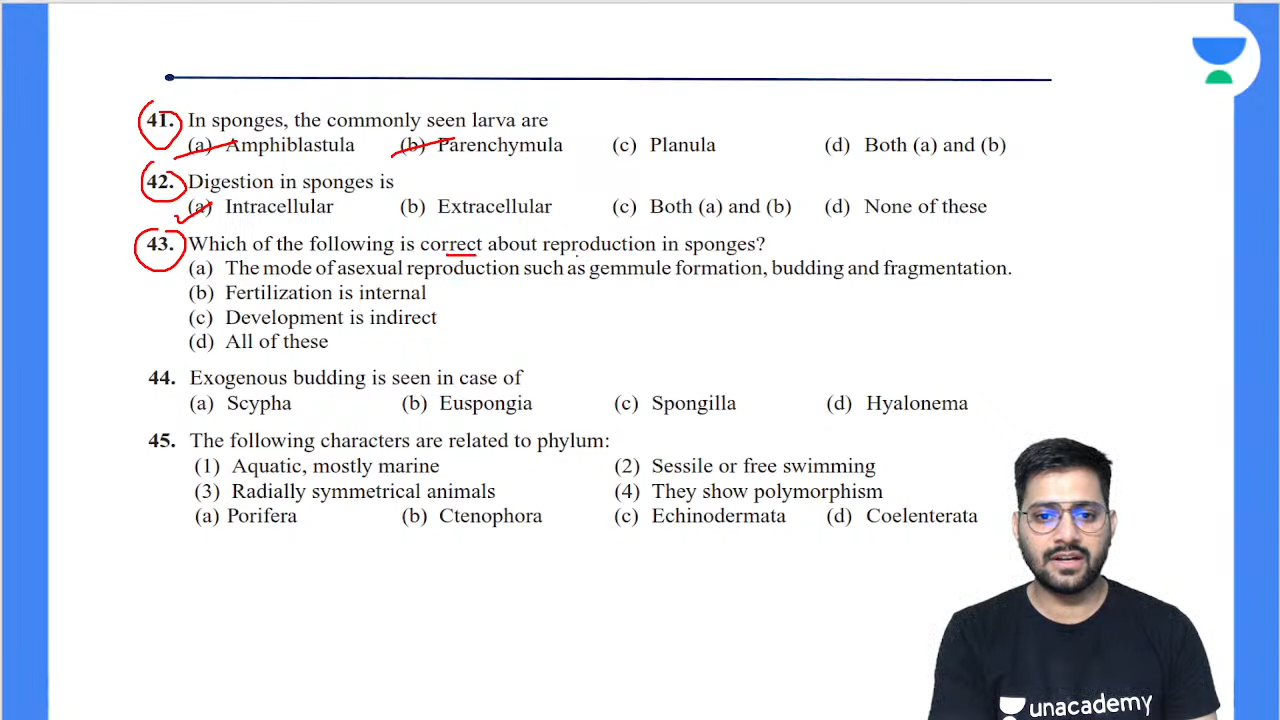 41. In sponges, the commonly seen larva are
(a) Amphiblastula (b) Parenchymula (c) Planula (d) Both (a) and (b)
42. Digestion in sponges is
(a) Intracellular (b) Extracellular (c) Both (a) and (b) (d) None of these
43. Which of the following is correct about reproduction in sponges?
(a) The mode of asexual reproduction such as gemmule formation, budding and fragmentation.
(b) Fertilization is internal
(c) Development is indirect
(d) All of these
44. Exogenous budding is seen in case of
(a) Scypha (b) Euspongia (c) Spongilla (d) Hyalonema
45. The following characters are related to phylum:
(1) Aquatic, mostly marine (2) Sessile or free swimming
(3) Radially symmetrical animals (4) They show polymorphism
(a) Porifera (b) Ctenophora (c) Echinodermata (d) Coelenterata
unacademy